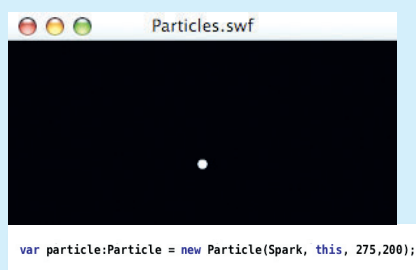 Particles.swf
var particle:Particle = new Particle(Spark, this, 275,200);